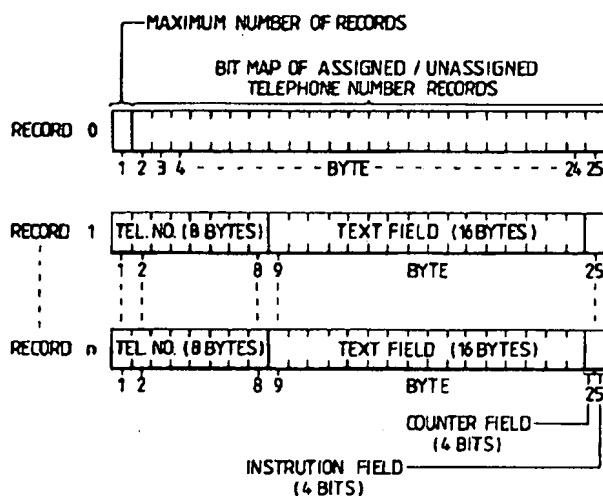 MAXIMUM NUMBER OF RECORDS
BIT MAP OF ASSIGNED / UNASSIGNED
TELEPHONE NUMBER RECORDS
RECORD 0
1 2 3 4 BYTE 24 25
RECORD 1 TEL. NO. (8 BYTES) TEXT FIELD (16 BYTES)
1 2 8 9 BYTE 25
RECORD n TEL. NO. (8 BYTES) TEXT FIELD (16 BYTES)
1 2 8 9 BYTE 25
COUNTER FIELD
(4 BITS)
INSTRUTION FIELD
(4 BITS)